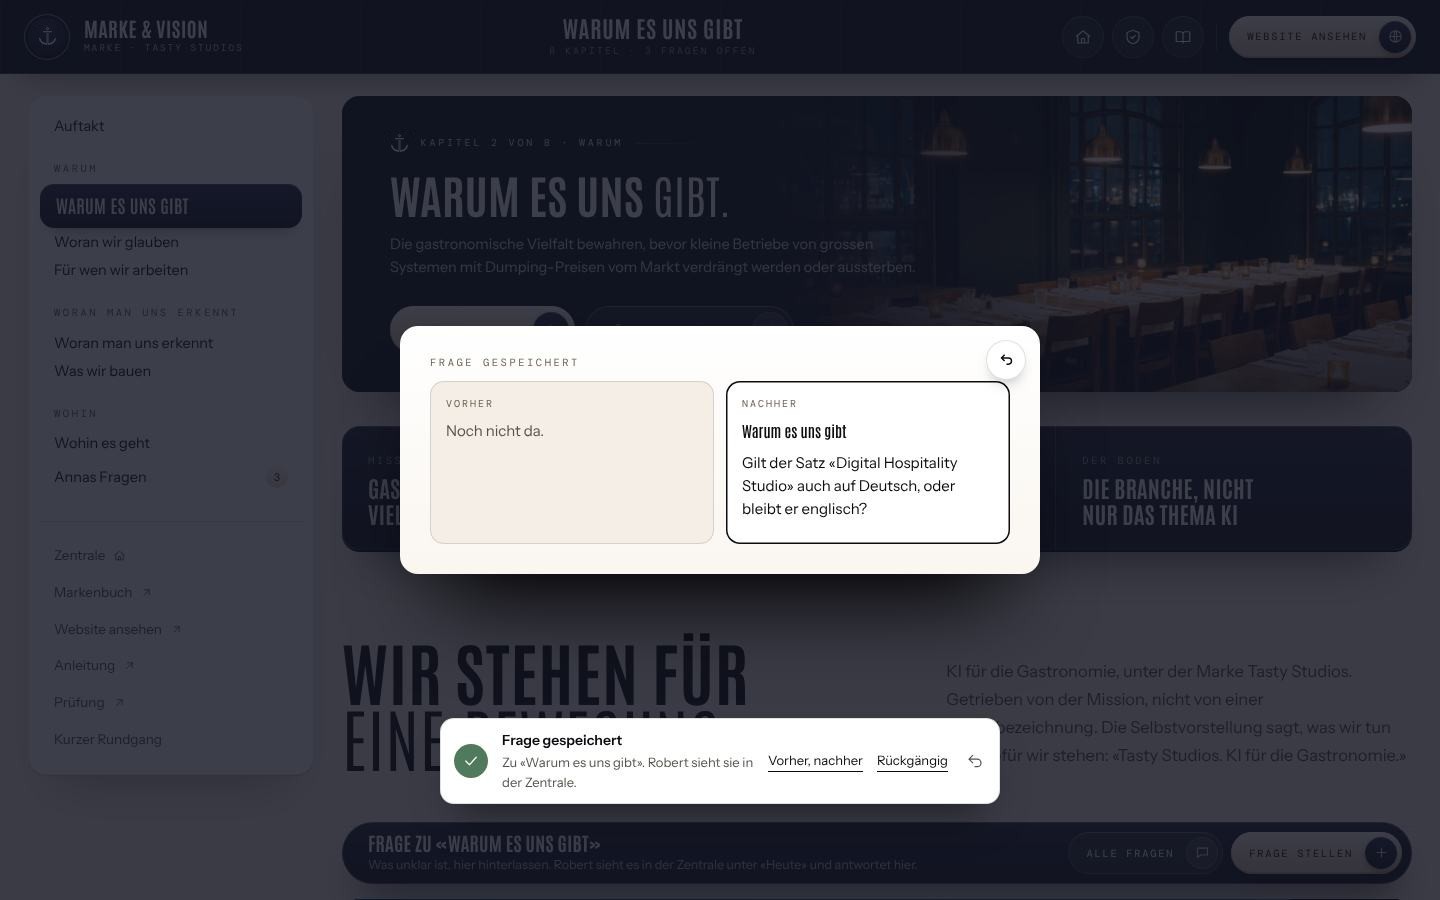 MARKE & VISION
MARKE · TASTY STUDIOS
WARUM ES UNS GIBT
8 KAPITEL · 3 FRAGEN OFFEN
WEBSITE ANSEHEN
Auftakt
WARUM
WARUM ES UNS GIBT
Woran wir glauben
Für wen wir arbeiten
WORAN MAN UNS ERKENNT
Woran man uns erkennt
Was wir bauen
WOHIN
Wohin es geht
Annas Fragen
3
Zentrale
Markenbuch
Website ansehen
Anleitung
Prüfung
Kurzer Rundgang
KAPITEL 2 VON 8 · WARUM
WARUM ES UNS GIBT.
Die gastronomische Vielfalt bewahren, bevor kleine Betriebe von grossen
Systemen mit Dumping-Preisen vom Markt verdrängt werden oder aussterben.
FRAGE GESPEICHERT
VORHER
Noch nicht da.
NACHHER
Warum es uns gibt
Gilt der Satz «Digital Hospitality
Studio» auch auf Deutsch, oder
bleibt er englisch?
DER BODEN
DIE BRANCHE, NICHT
NUR DAS THEMA KI
WIR STEHEN FÜR
EINE BEWEGUNG
KI für die Gastronomie, unter der Marke Tasty Studios.
Getrieben von der Mission, nicht von einer
bezeichnung. Die Selbstvorstellung sagt, was wir tun
für wir stehen: «Tasty Studios. KI für die Gastronomie.»
Frage gespeichert
Zu «Warum es uns gibt». Robert sieht sie in
der Zentrale.
Vorher, nachher
Rückgängig
FRAGE ZU «WARUM ES UNS GIBT»
Was unklar ist, hier hinterlassen. Robert sieht es in der Zentrale unter «Heute» und antwortet hier.
ALLE FRAGEN
FRAGE STELLEN